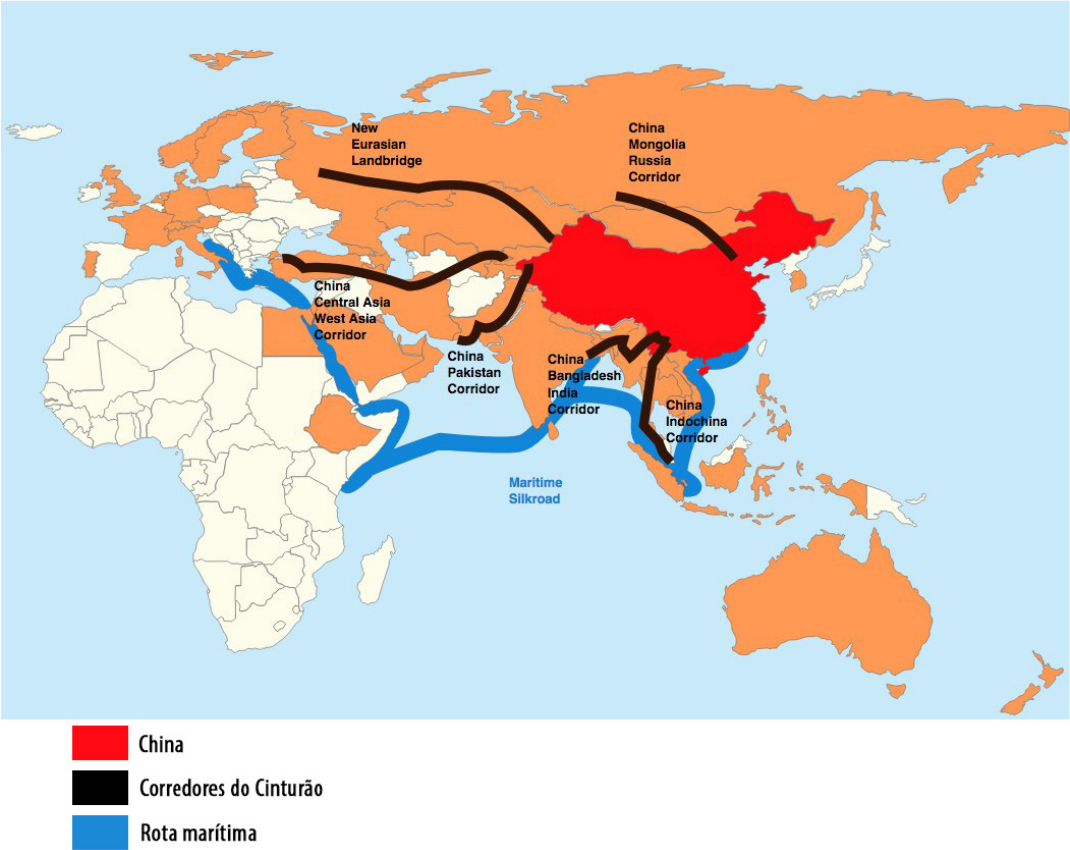 New
Eurasian
Landbridge
China
Mongolia
Russia
Corridor
China
Central Asia
West Asia
Corridor
China
Pakistan
Corridor
China
Bangladesh
India
Corridor
China
Indochina
Corridor
Maritime
Silkroad
China
Corredores do Cinturão
Rota marítima